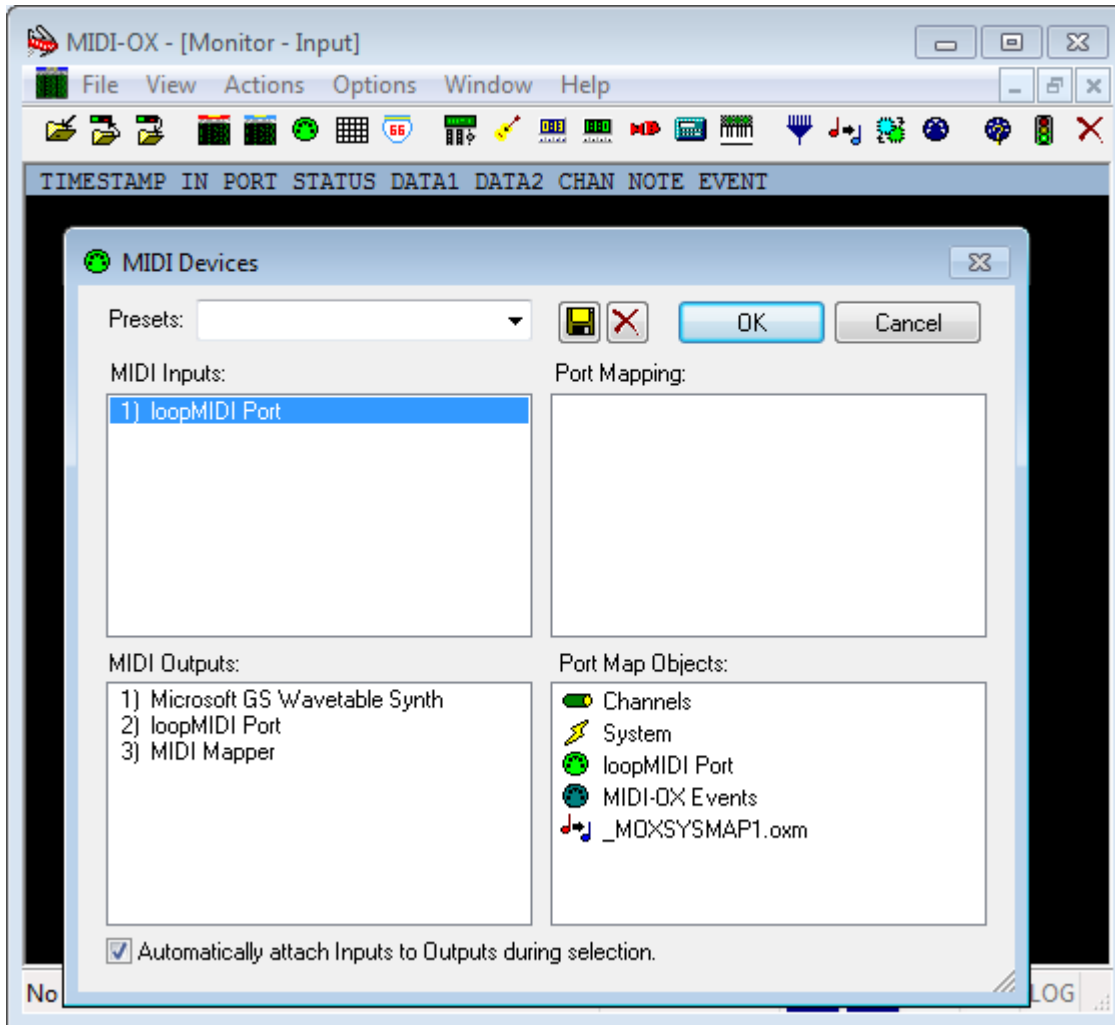 MIDI-OX - [Monitor - Input]
File View Actions Options Window Help
66
TIMESTAMP IN PORT STATUS DATA1 DATA2 CHAN NOTE EVENT
MIDI Devices
Presets:
OK
Cancel
MIDI Inputs:
1) loopMIDI Port
Port Mapping:
MIDI Outputs:
1) Microsoft GS Wavetable Synth
2) loopMIDI Port
3) MIDI Mapper
Port Map Objects:
Channels
System
loopMIDI Port
MIDI-OX Events
_MOXSYSMAP1.oxm
Automatically attach Inputs to Outputs during selection.
No
LOG